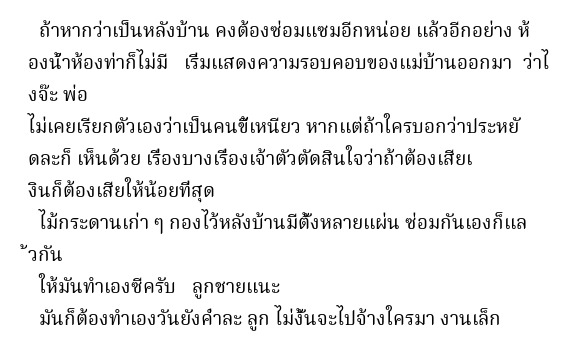 ถ้าหากว่าเป็นหลังบ้าน คงต้องซ่อมแซมอีกหน่อย แล้วอีกอย่าง ห้
องน้ำห้องท่าก็ไม่มี   เริ่มแสดงความรอบคอบของแม่บ้านออกมา  ว่าไ
งจ๊ะ พ่อ
ไม่เคยเรียกตัวเองว่าเป็นคนขี้เหนียว หากแต่ถ้าใครบอกว่าประหยั
ดละก็ เห็นด้วย เรื่องบางเรื่องเจ้าตัวตัดสินใจว่าถ้าต้องเสียเ
งินก็ต้องเสียให้น้อยที่สุด
ไม้กระดานเก่า ๆ กองไว้หลังบ้านมีตั้งหลายแผ่น ซ่อมกันเองก็แล
้วกัน
ให้มันทำเองซีครับ   ลูกชายแนะ
มันก็ต้องทำเองวันยังค่ำละ ลูก ไม่งั้นจะไปจ้างใครมา งานเล็ก